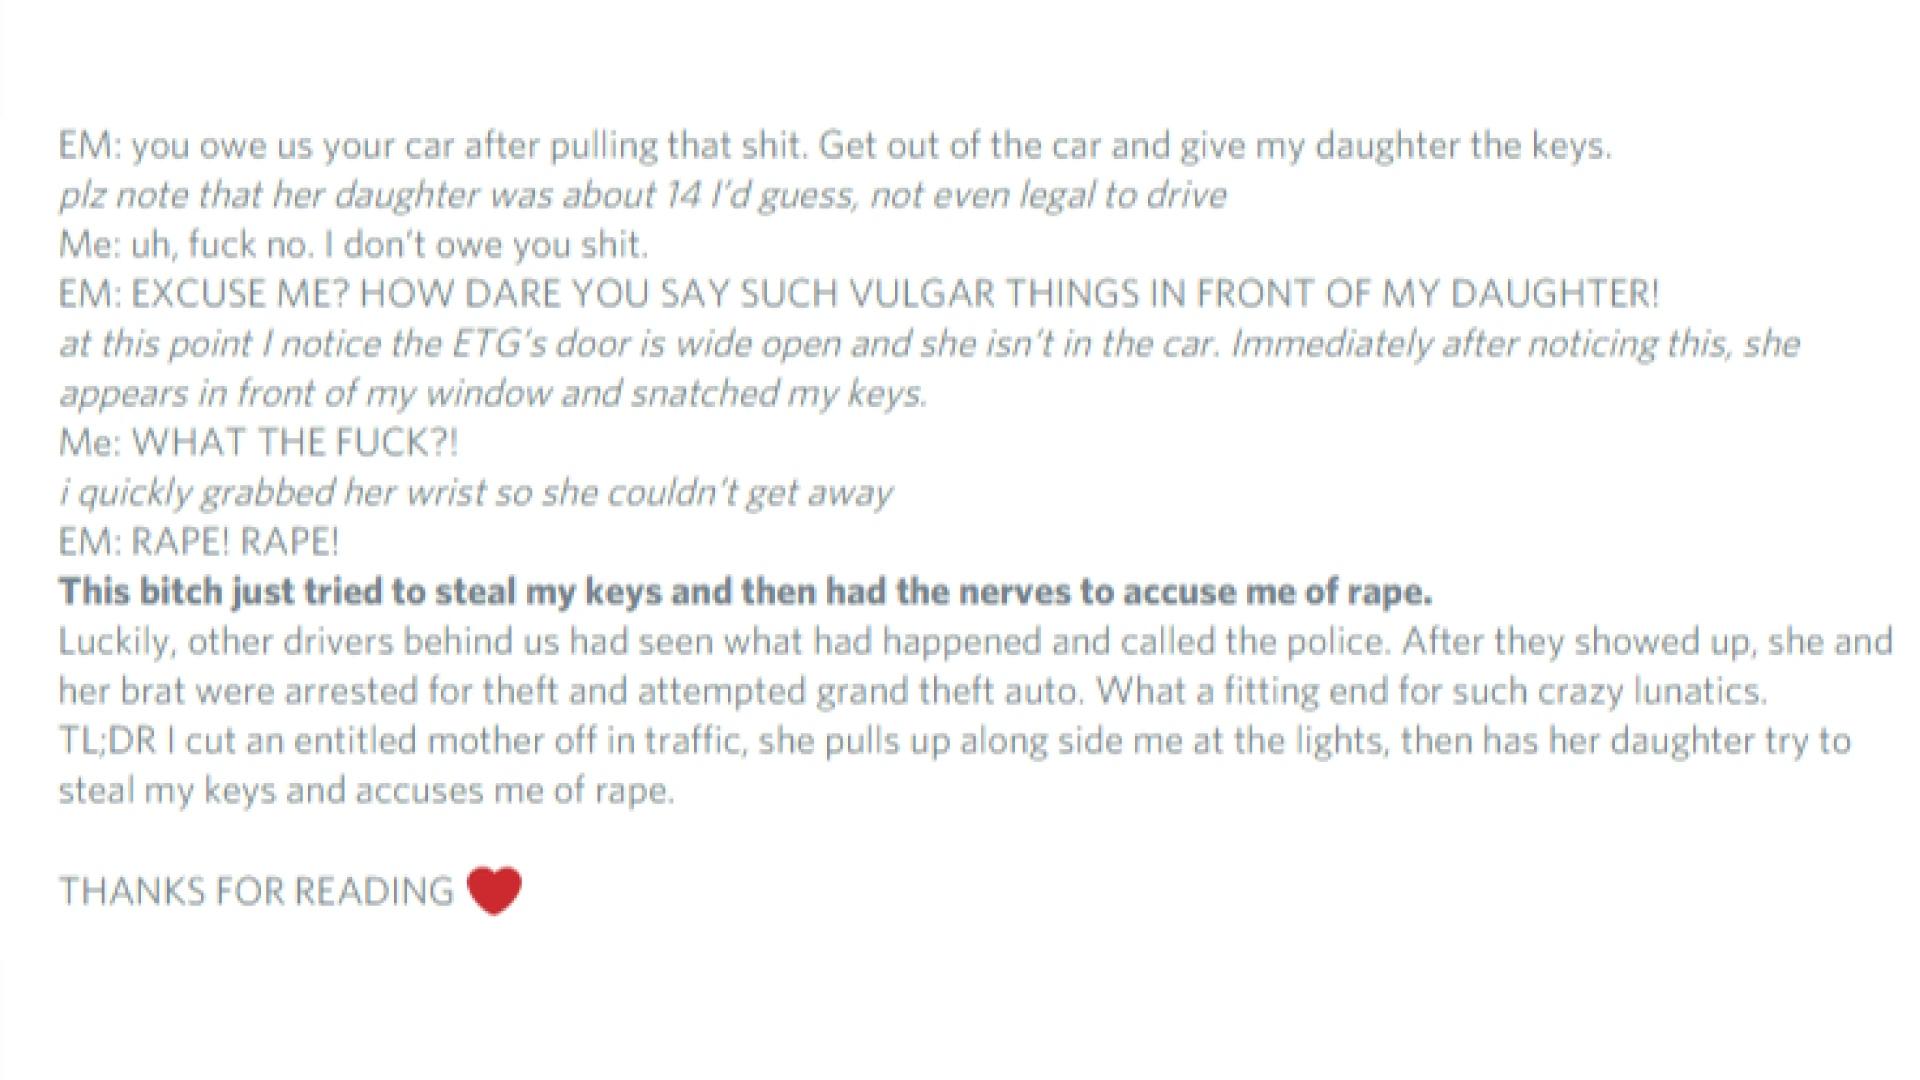 EM: you owe us your car after pulling that shit. Get out of the car and give my daughter the keys.
plz note that her daughter was about 14 I'd guess, not even legal to drive
Me: uh, fuck no. I don't owe you shit.
EM: EXCUSE ME? HOW DARE YOU SAY SUCH VULGAR THINGS IN FRONT OF MY DAUGHTER!
at this point I notice the ETG's door is wide open and she isn't in the car. Immediately after noticing this, she
appears in front of my window and snatched my keys.
Me: WHAT THE FUCK?!
i quickly grabbed her wrist so she couldn't get away
EM: RAPE! RAPE!
This bitch just tried to steal my keys and then had the nerves to accuse me of rape.
Luckily, other drivers behind us had seen what had happened and called the police. After they showed up, she and
her brat were arrested for theft and attempted grand theft auto. What a fitting end for such crazy lunatics.
TL;DR I cut an entitled mother off in traffic, she pulls up along side me at the lights, then has her daughter try to
steal my keys and accuses me of rape.
THANKS FOR READING ❤